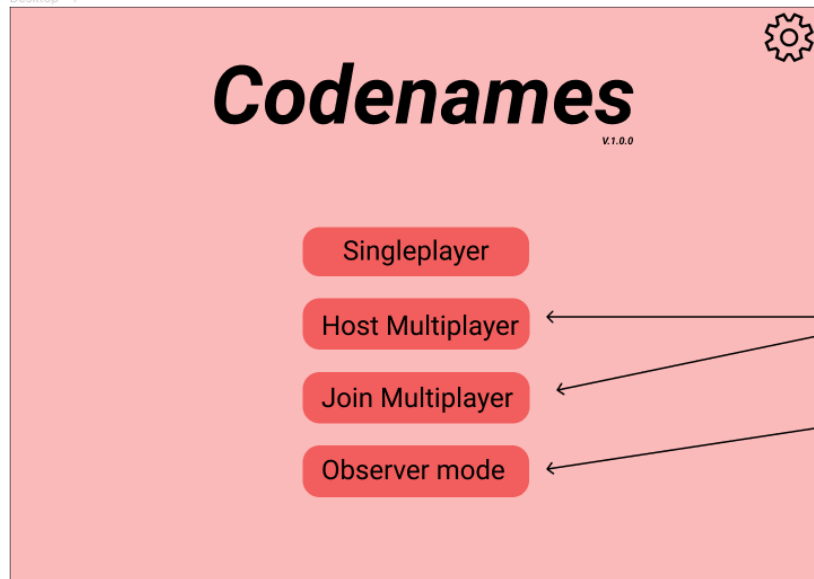 Codenames
V.1.0.0
Singleplayer
Host Multiplayer
Join Multiplayer
Observer mode